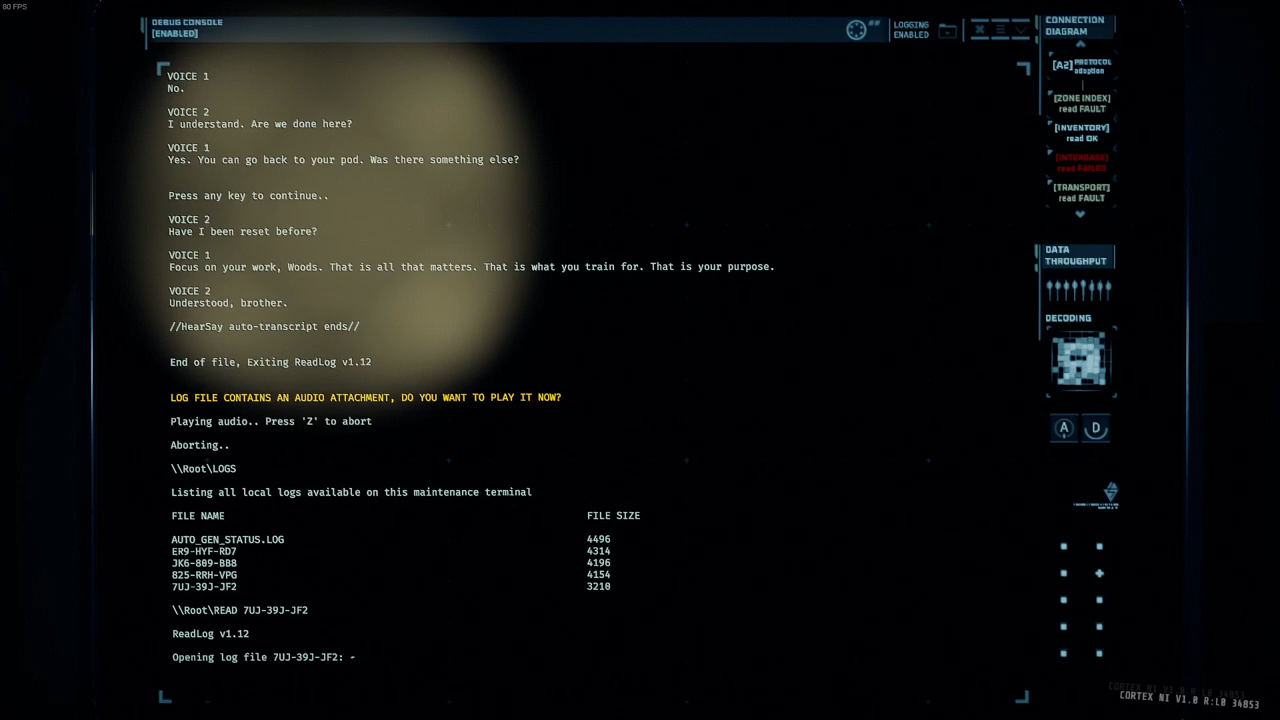 80 FPS
DEBUG CONSOLE
[ENABLED]
LOGGING
ENABLED
VOICE 1
No.
VOICE 2
I understand. Are we done here?
VOICE 1
Yes. You can go back to your pod. Was there something else?
Press any key to continue..
VOICE 2
Have I been reset before?
VOICE 1
Focus on your work, Woods. That is all that matters. That is what you train for. That is your purpose.
VOICE 2
Understood, brother.
//HearSay auto-transcript ends//
End of file, Exiting ReadLog v1.12
LOG FILE CONTAINS AN AUDIO ATTACHMENT, DO YOU WANT TO PLAY IT NOW?
Playing audio.. Press 'Z' to abort
Aborting..
\\Root\LOGS
Listing all local logs available on this maintenance terminal
FILE NAME FILE SIZE
AUTO_GEN_STATUS.LOG 4496
ER9-HYF-RD7 4314
JK6-809-BB8 4196
825-RRH-VPG 4154
7UJ-39J-JF2 3210
\\Root\READ 7UJ-39J-JF2
ReadLog v1.12
Opening log file 7UJ-39J-JF2: -
CONNECTION
DIAGRAM
[A2] PROTOCOL
adoption
[ZONE INDEX]
read FAULT
[INVENTORY]
read OK
[INTERBASE]
read FAILED
[TRANSPORT]
read FAULT
DATA
THROUGHPUT
DECODING
A D
CORTEX NI V1.0 R:L0 34853